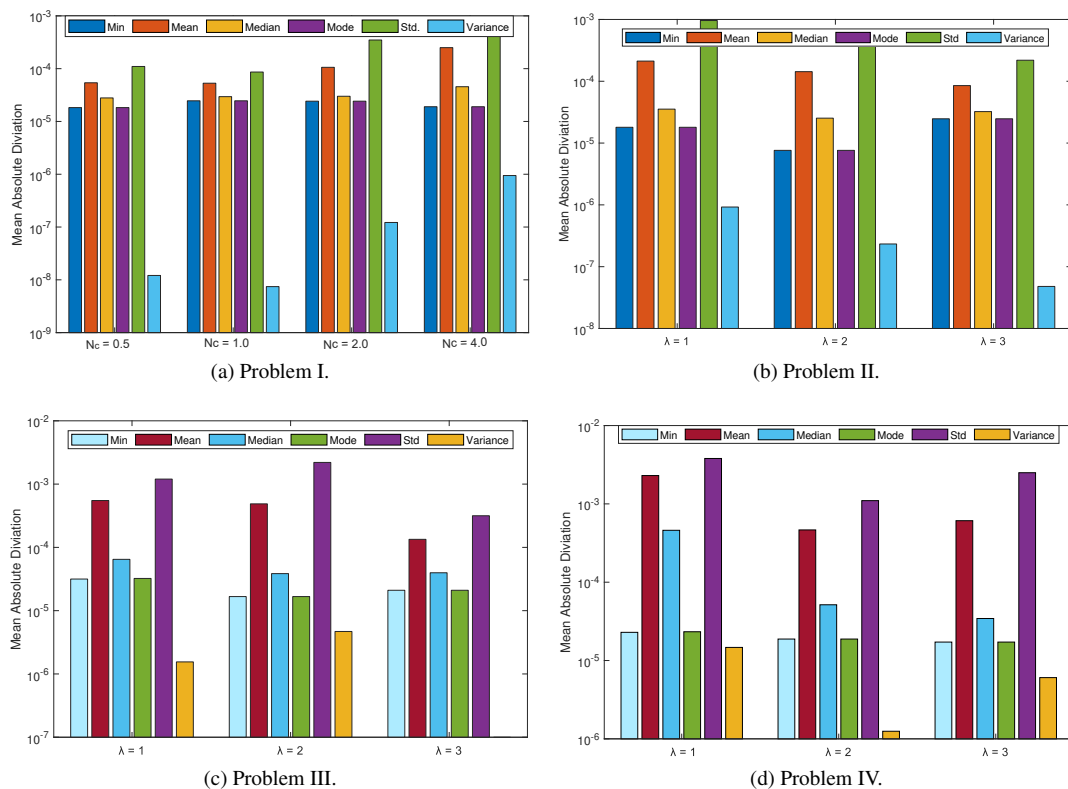 Min Mean Median Mode Std. Variance
Mean Absolute Diviation
10^-3
10^-4
10^-5
10^-6
10^-7
10^-8
10^-9
Nc = 0.5 Nc = 1.0 Nc = 2.0 Nc = 4.0
(a) Problem I.
Min Mean Median Mode Std Variance
Mean Absolute Diviation
10^-3
10^-4
10^-5
10^-6
10^-7
10^-8
λ = 1 λ = 2 λ = 3
(b) Problem II.
Min Mean Median Mode Std Variance
Mean Absolute Diviation
10^-2
10^-3
10^-4
10^-5
10^-6
10^-7
λ = 1 λ = 2 λ = 3
(c) Problem III.
Min Mean Median Mode Std Variance
Mean Absolute Diviation
10^-2
10^-3
10^-4
10^-5
10^-6
λ = 1 λ = 2 λ = 3
(d) Problem IV.